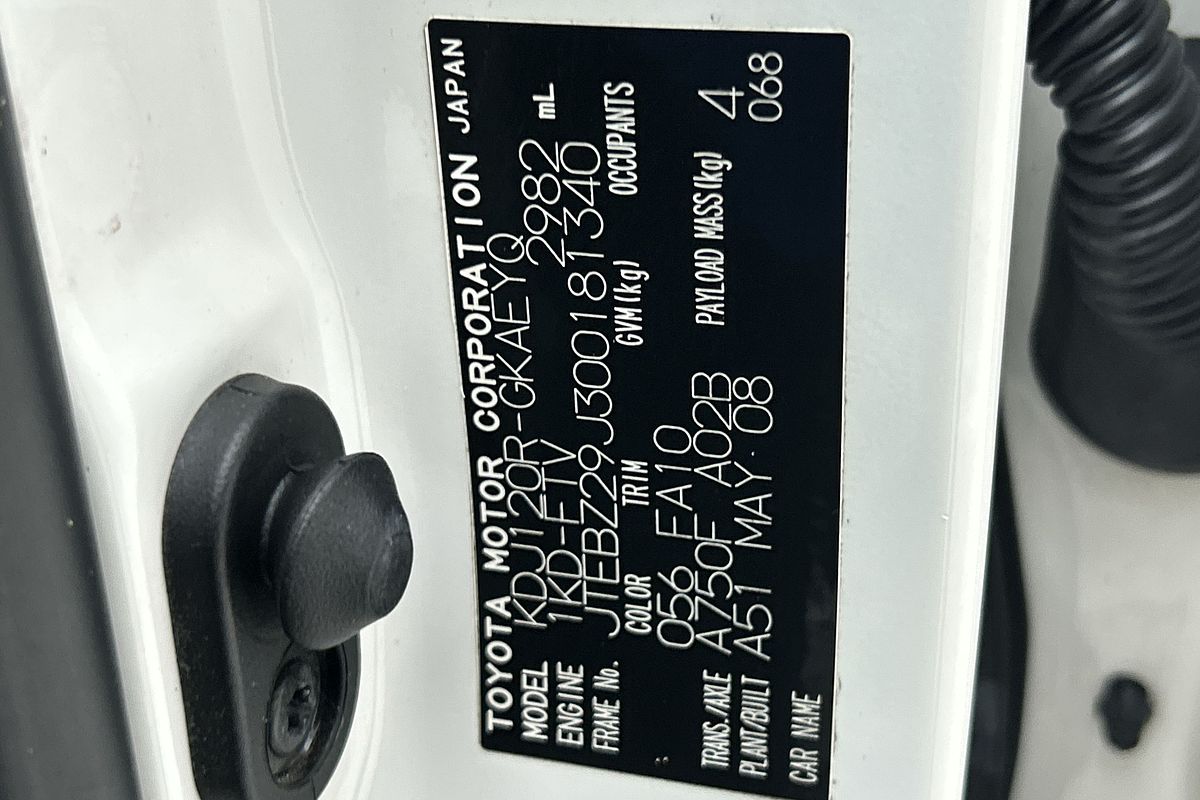 TOYOTA MOTOR CORPORATION JAPAN
MODEL KDJ120R-GKAEYQ
ENGINE 1KD-FTV 2982 mL
FRAME No. JTEBZ29J300181340
COLOR TRIM GVM(kg) OCCUPANTS
056 FA10
TRANS./AXLE A750F A02B PAYLOAD MASS(kg) 4
PLANT/BUILT A51 MAY. 08 068
CAR NAME